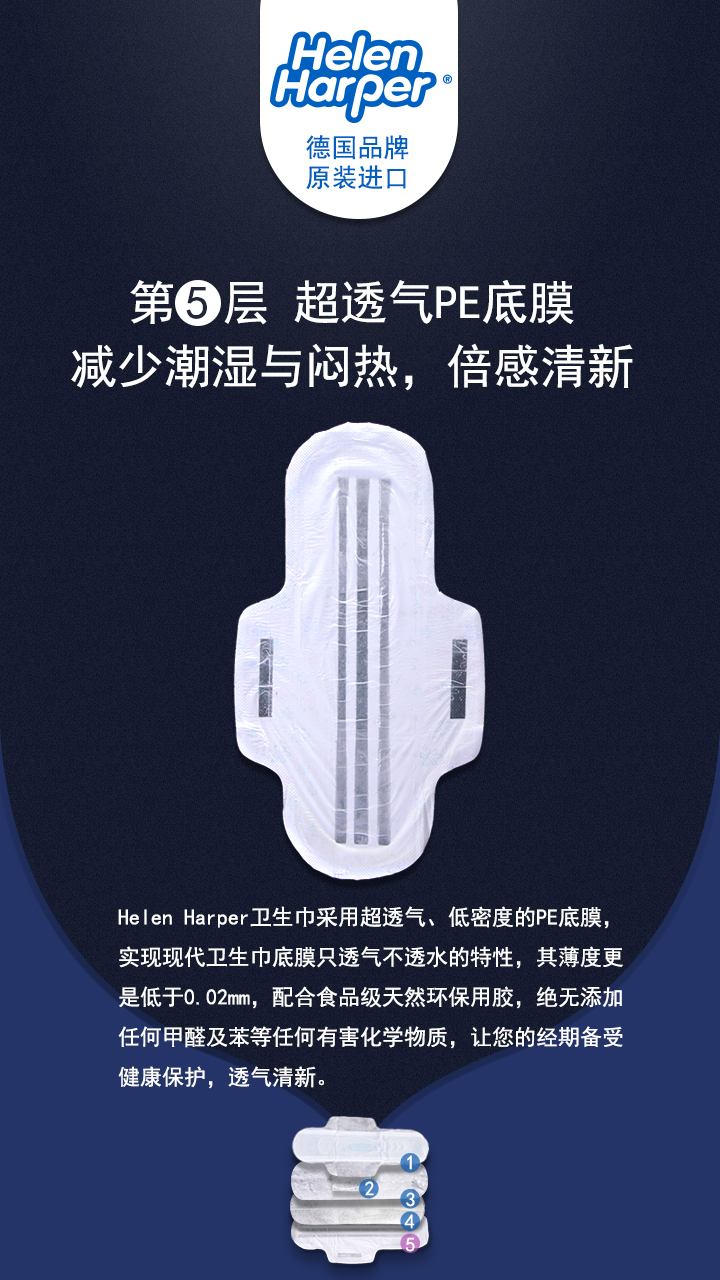 Helen
Harper®
德国品牌
原装进口
第5层 超透气PE底膜
减少潮湿与闷热，倍感清新
Helen Harper卫生巾采用超透气、低密度的PE底膜，
实现现代卫生巾底膜只透气不透水的特性，其薄度更
是低于0.02mm，配合食品级天然环保用胶，绝无添加
任何甲醛及苯等任何有害化学物质，让您的经期备受
健康保护，透气清新。
1
2
3
4
5